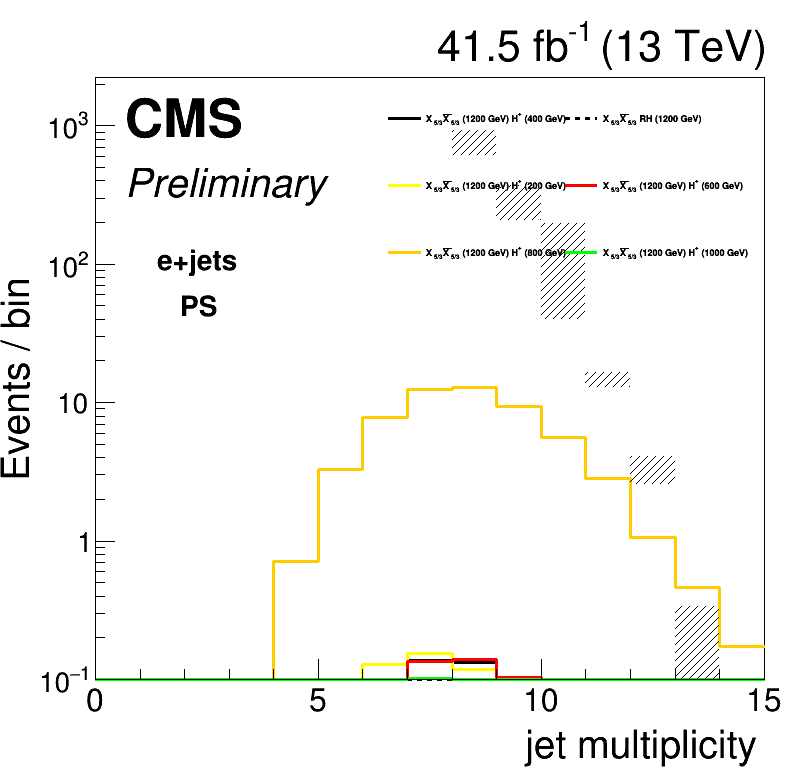 41.5 fb⁻¹ (13 TeV)
CMS
Preliminary
e+jets
PS
X₅/₃X̅₅/₃ (1200 GeV) H⁺ (400 GeV)
X₅/₃X̅₅/₃ RH (1200 GeV)
X₅/₃X̅₅/₃ (1200 GeV) H⁺ (200 GeV)
X₅/₃X̅₅/₃ (1200 GeV) H⁺ (600 GeV)
X₅/₃X̅₅/₃ (1200 GeV) H⁺ (800 GeV)
X₅/₃X̅₅/₃ (1200 GeV) H⁺ (1000 GeV)
Events / bin
10³
10²
10
1
10⁻¹
0 5 10 15
jet multiplicity